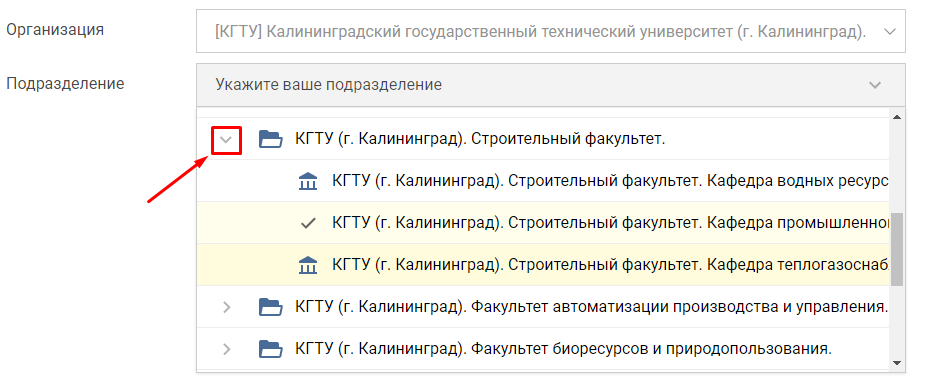 Организация
[КГТУ] Калининградский государственный технический университет (г. Калининград).
Подразделение
Укажите ваше подразделение
КГТУ (г. Калининград). Строительный факультет.
КГТУ (г. Калининград). Строительный факультет. Кафедра водных ресурс
КГТУ (г. Калининград). Строительный факультет. Кафедра промышленног
КГТУ (г. Калининград). Строительный факультет. Кафедра теплогазоснаб
КГТУ (г. Калининград). Факультет автоматизации производства и управления.
КГТУ (г. Калининград). Факультет биоресурсов и природопользования.